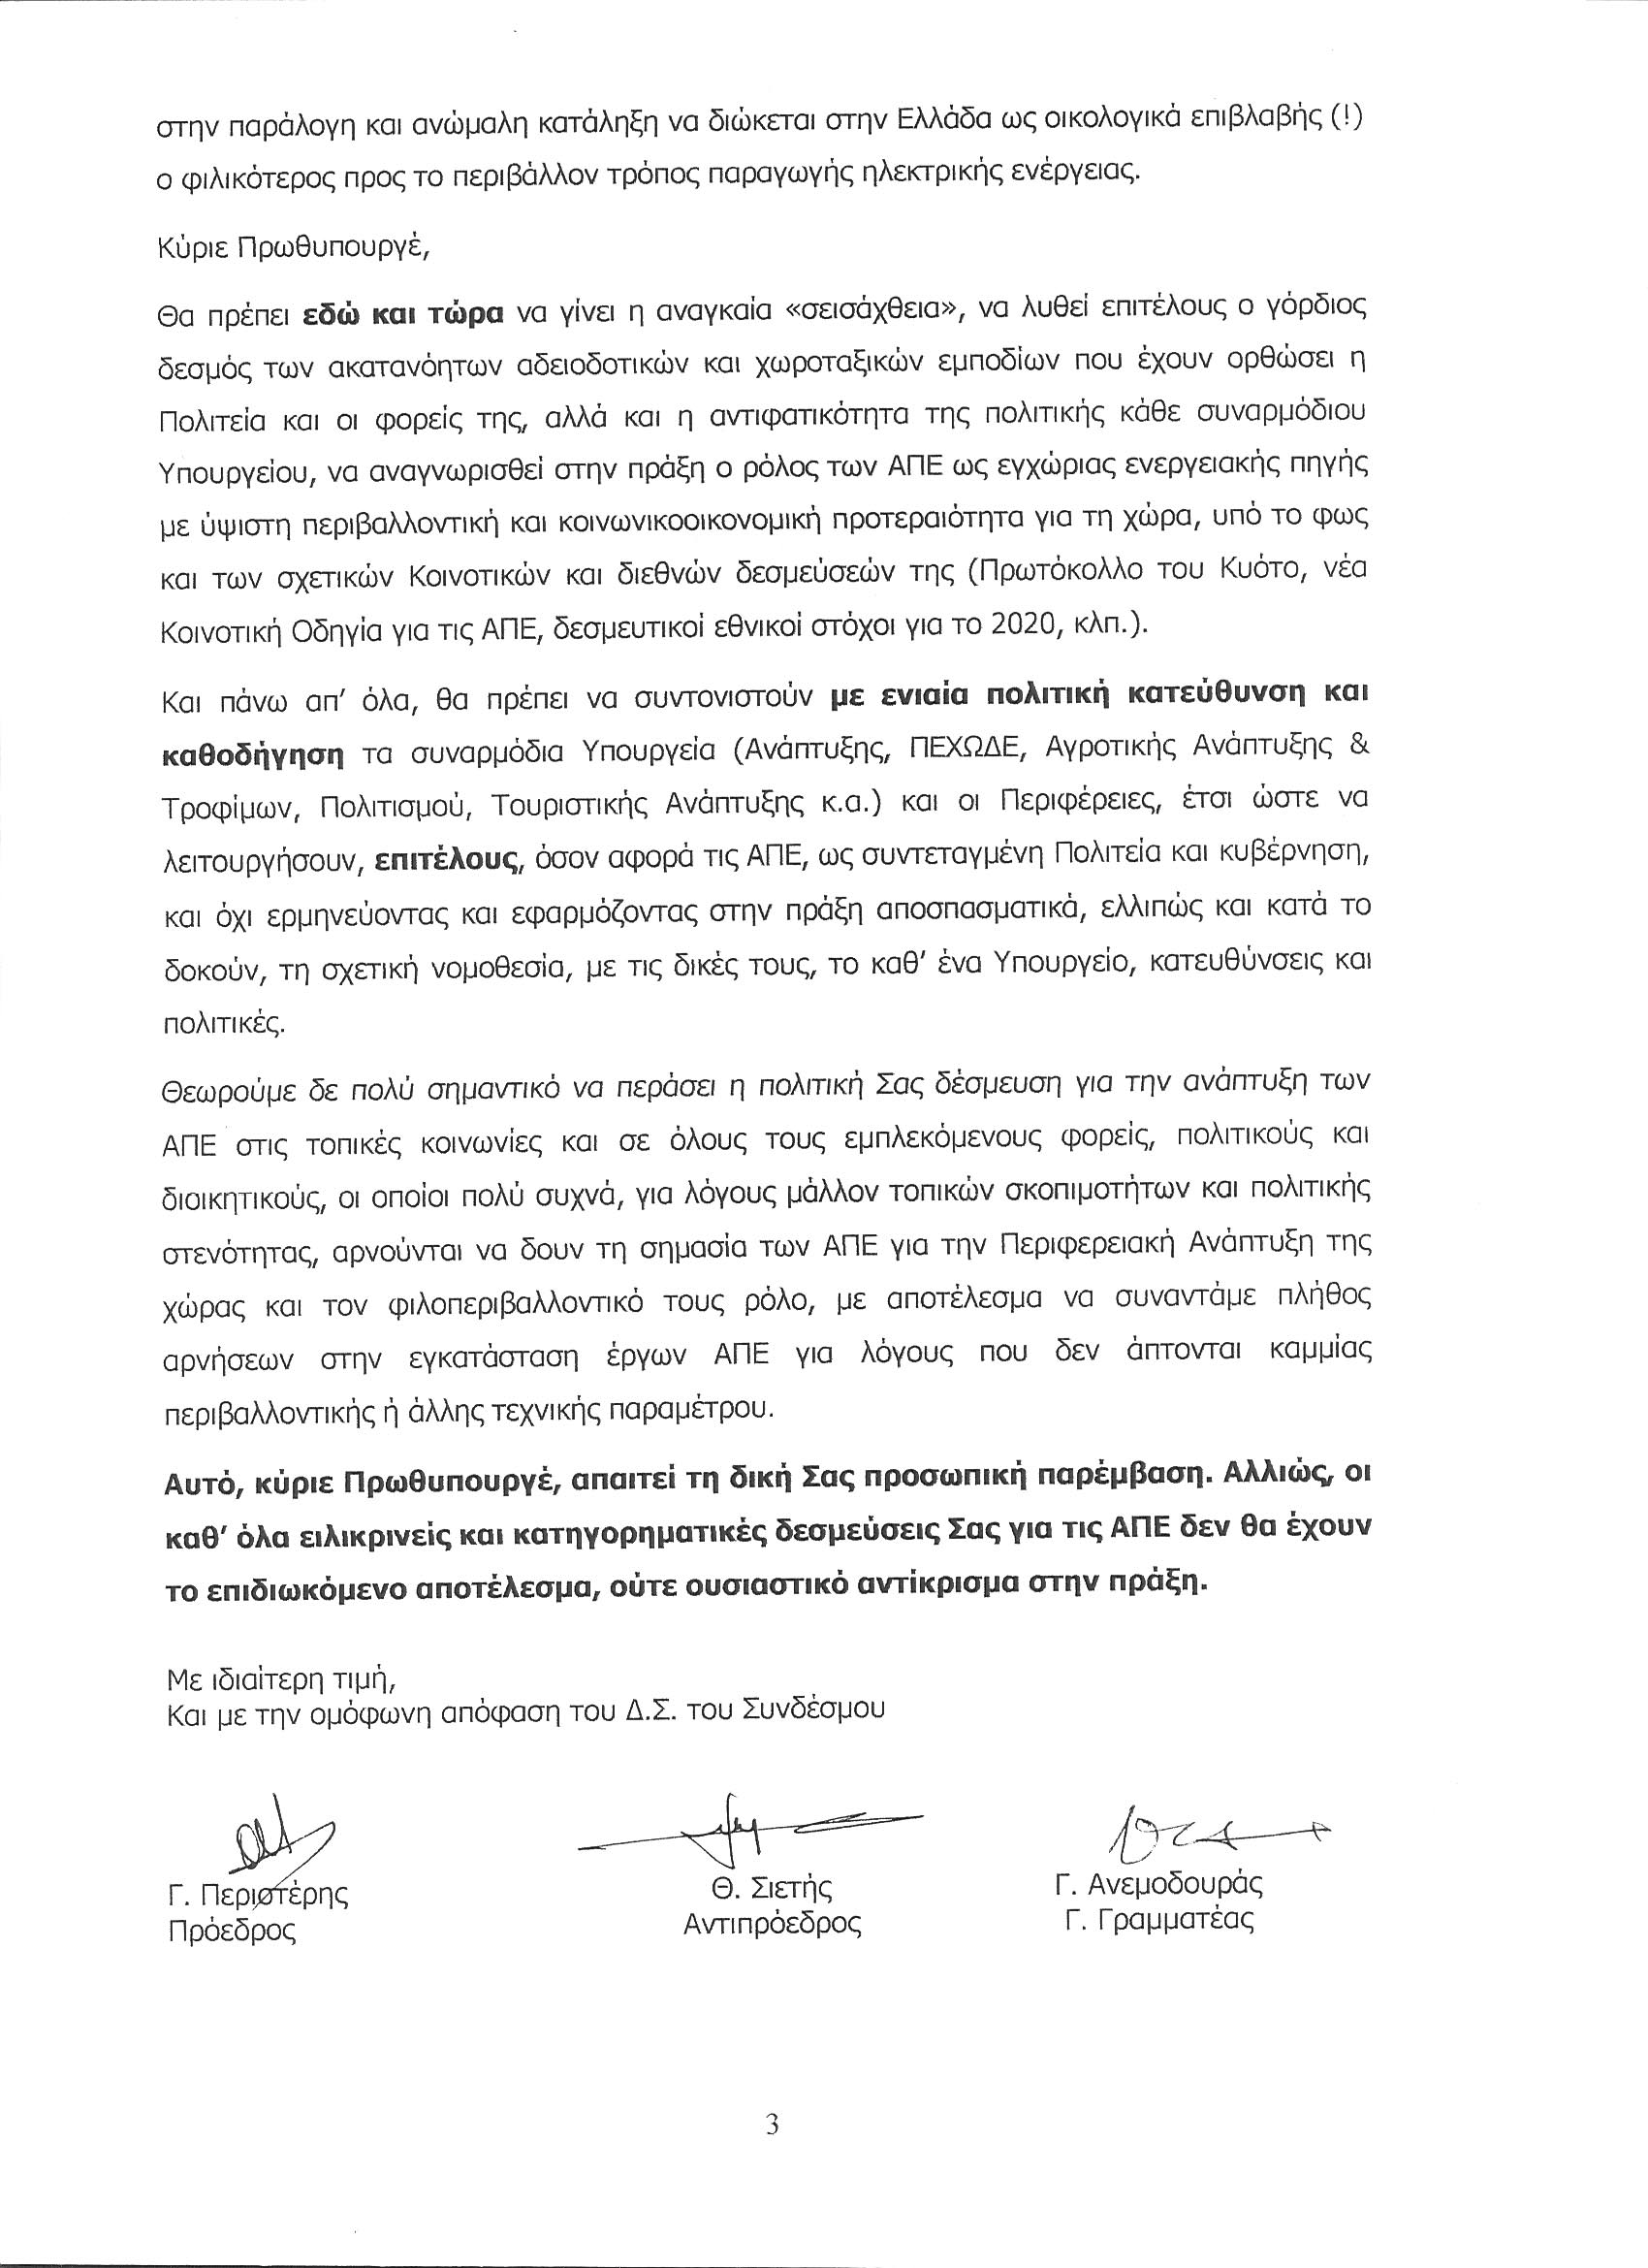 στην παράλογη και ανώμαλη κατάληξη να διώκεται στην Ελλάδα ως οικολογικά επιβλαβής (!)
ο φιλικότερος προς το περιβάλλον τρόπος παραγωγής ηλεκτρικής ενέργειας.
Κύριε Πρωθυπουργέ,
Θα πρέπει εδώ και τώρα να γίνει η αναγκαία «σεισάχθεια», να λυθεί επιτέλους ο γόρδιος
δεσμός των ακατανόητων αδειοδοτικών και χωροταξικών εμποδίων που έχουν ορθώσει η
Πολιτεία και οι φορείς της, αλλά και η αντιφατικότητα της πολιτικής κάθε συναρμόδιου
Υπουργείου, να αναγνωρισθεί στην πράξη ο ρόλος των ΑΠΕ ως εγχώριας ενεργειακής πηγής
με ύψιστη περιβαλλοντική και κοινωνικοοικονομική προτεραιότητα για τη χώρα, υπό το φως
και των σχετικών Κοινοτικών και διεθνών δεσμεύσεών της (Πρωτόκολλο του Κυότο, νέα
Κοινοτική Οδηγία για τις ΑΠΕ, δεσμευτικοί εθνικοί στόχοι για το 2020, κλπ.).
Και πάνω απ’ όλα, θα πρέπει να συντονιστούν με ενιαία πολιτική κατεύθυνση και
καθοδήγηση τα συναρμόδια Υπουργεία (Ανάπτυξης, ΠΕΧΩΔΕ, Αγροτικής Ανάπτυξης &
Τροφίμων, Πολιτισμού, Τουριστικής Ανάπτυξης κ.α.) και οι Περιφέρειες, έτσι ώστε να
λειτουργήσουν, επιτέλους, όσον αφορά τις ΑΠΕ, ως συντεταγμένη Πολιτεία και κυβέρνηση,
και όχι ερμηνεύοντας και εφαρμόζοντας στην πράξη αποσπασματικά, ελλιπώς και κατά το
δοκούν, τη σχετική νομοθεσία, με τις δικές τους, το καθ’ ένα Υπουργείο, κατευθύνσεις και
πολιτικές.
Θεωρούμε δε πολύ σημαντικό να περάσει η πολιτική Σας δέσμευση για την ανάπτυξη των
ΑΠΕ στις τοπικές κοινωνίες και σε όλους τους εμπλεκόμενους φορείς, πολιτικούς και
διοικητικούς, οι οποίοι πολύ συχνά, για λόγους μάλλον τοπικών σκοπιμοτήτων και πολιτικής
στενότητας, αρνούνται να δουν τη σημασία των ΑΠΕ για την Περιφερειακή Ανάπτυξη της
χώρας και τον φιλοπεριβαλλοντικό τους ρόλο, με αποτέλεσμα να συναντάμε πλήθος
αρνήσεων στην εγκατάσταση έργων ΑΠΕ για λόγους που δεν άπτονται καμμίας
περιβαλλοντικής ή άλλης τεχνικής παραμέτρου.
Αυτό, κύριε Πρωθυπουργέ, απαιτεί τη δική Σας προσωπική παρέμβαση. Αλλιώς, οι
καθ’ όλα ειλικρινείς και κατηγορηματικές δεσμεύσεις Σας για τις ΑΠΕ δεν θα έχουν
το επιδιωκόμενο αποτέλεσμα, ούτε ουσιαστικό αντίκρισμα στην πράξη.
Με ιδιαίτερη τιμή,
Και με την ομόφωνη απόφαση του Δ.Σ. του Συνδέσμου
Γ. Περιστέρης Θ. Σιετής Γ. Ανεμοδουράς
Πρόεδρος Αντιπρόεδρος Γ. Γραμματέας
3